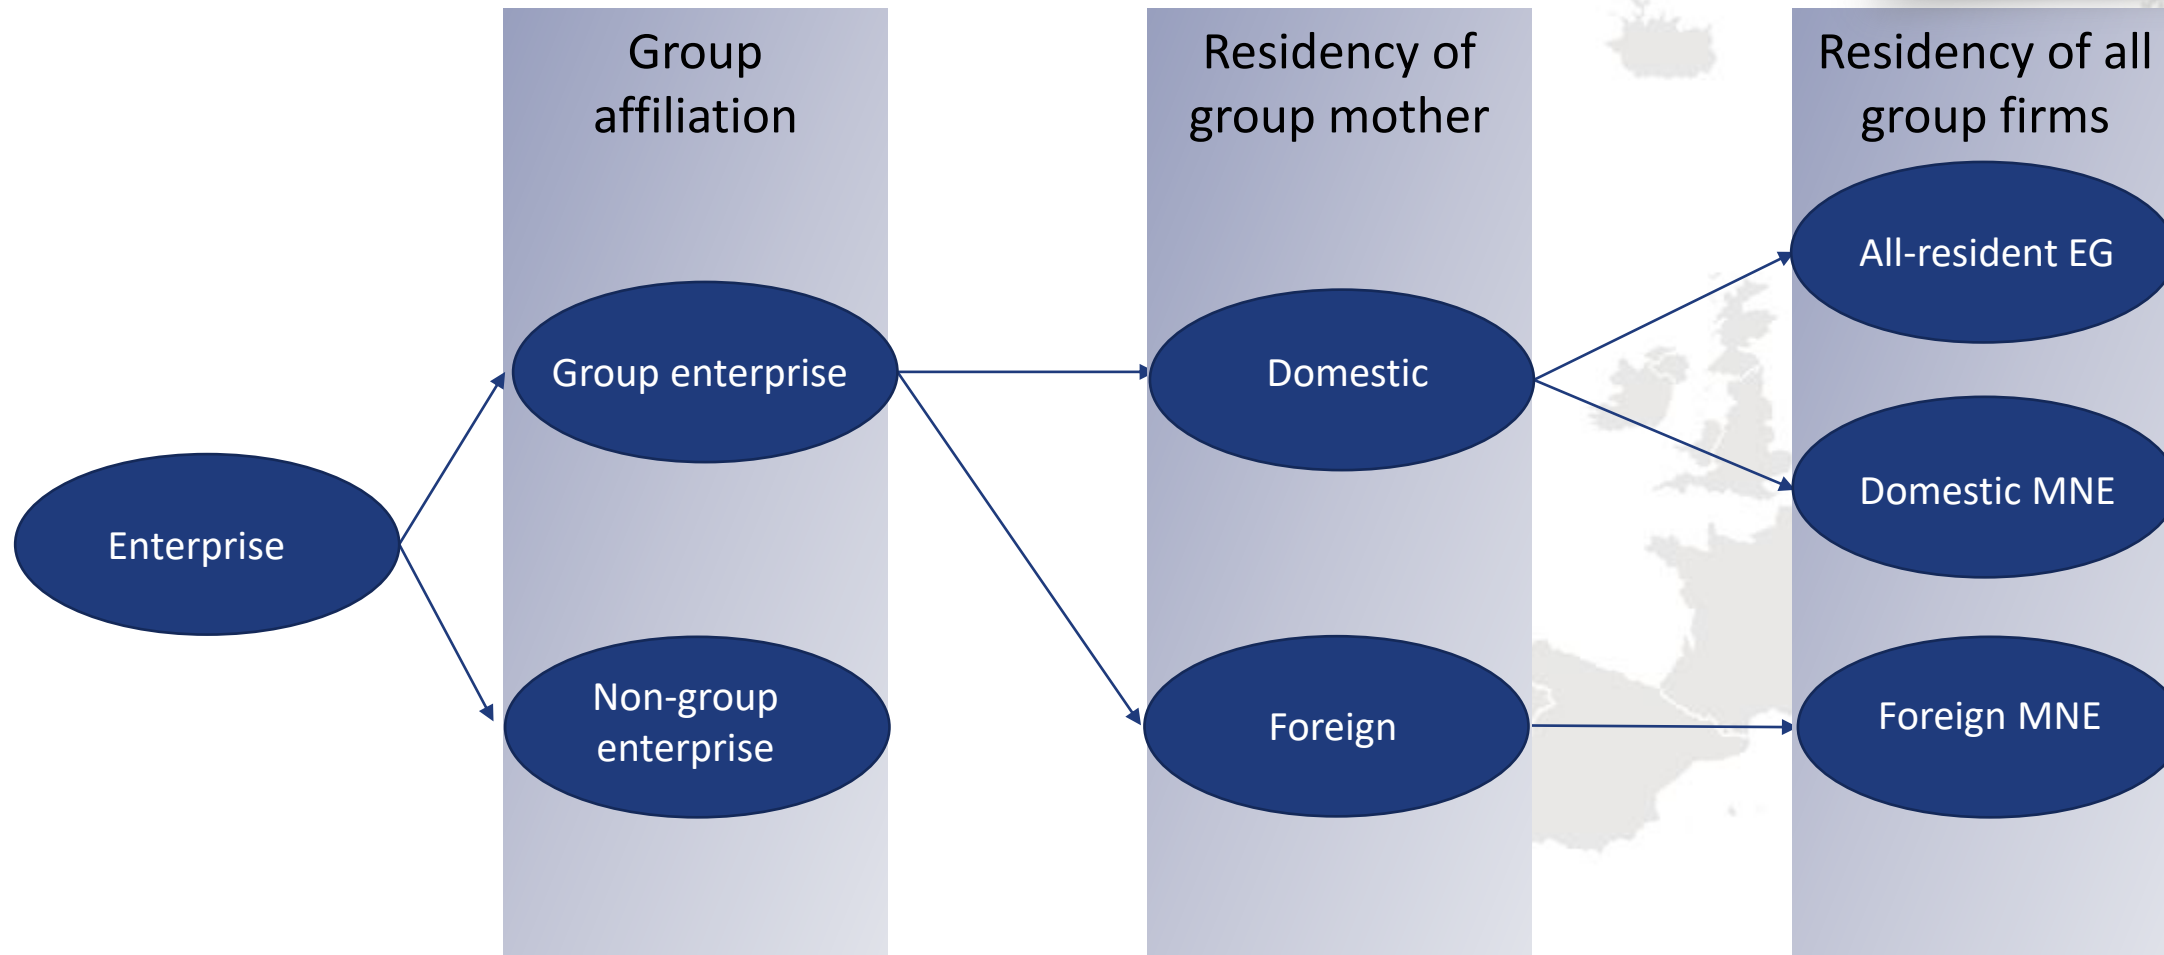 Group
affiliation
Residency of
group mother
Residency of all
group firms
Enterprise
Group enterprise
Non-group
enterprise
Domestic
Foreign
All-resident EG
Domestic MNE
Foreign MNE